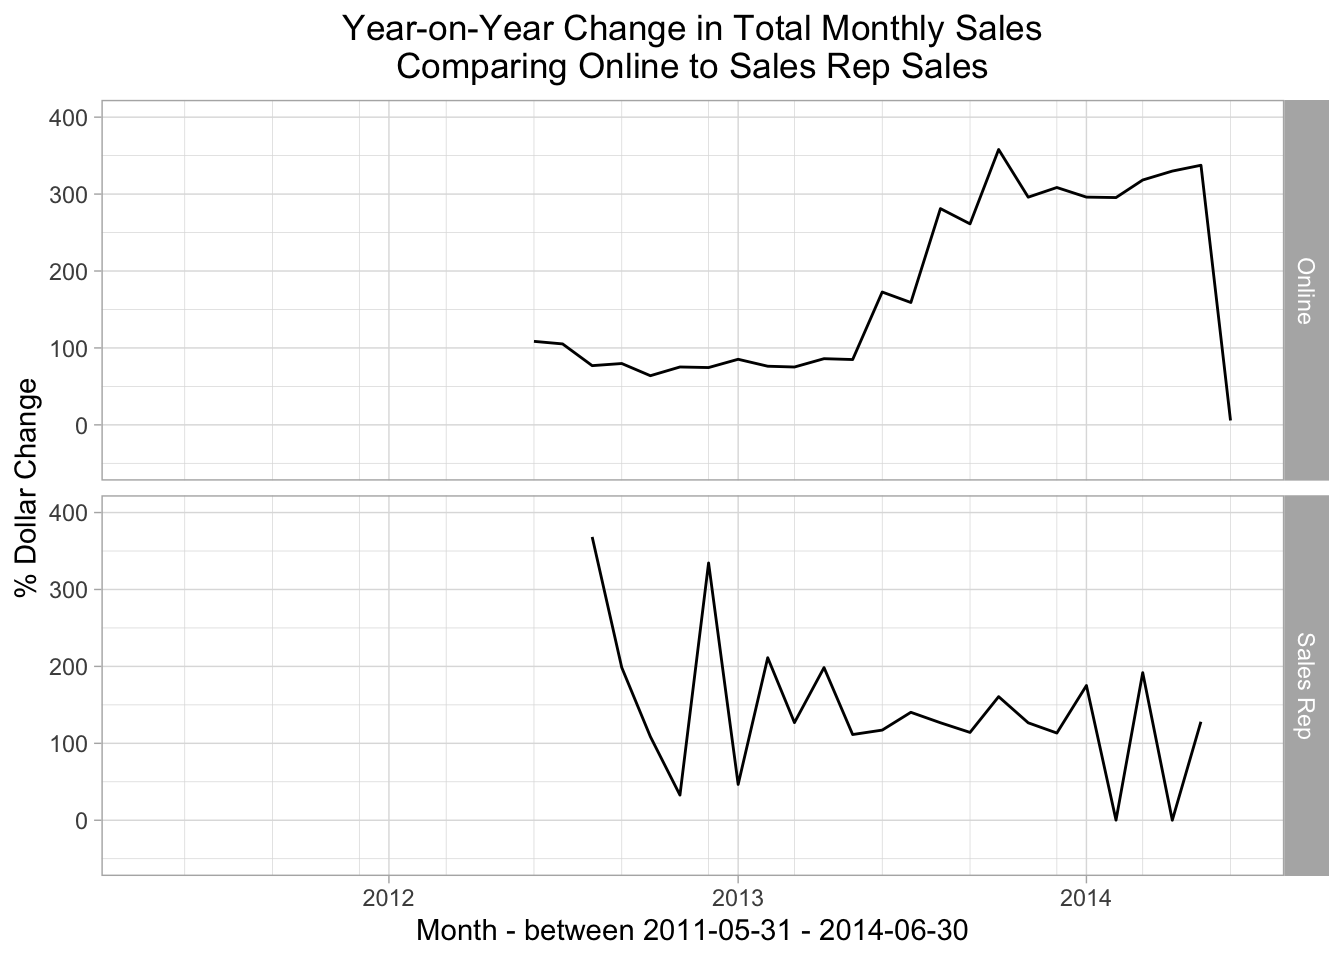 Year-on-Year Change in Total Monthly Sales
Comparing Online to Sales Rep Sales
% Dollar Change
400
300
200
100
0
Online
400
300
200
100
0
Sales Rep
2012
2013
2014
Month - between 2011-05-31 - 2014-06-30